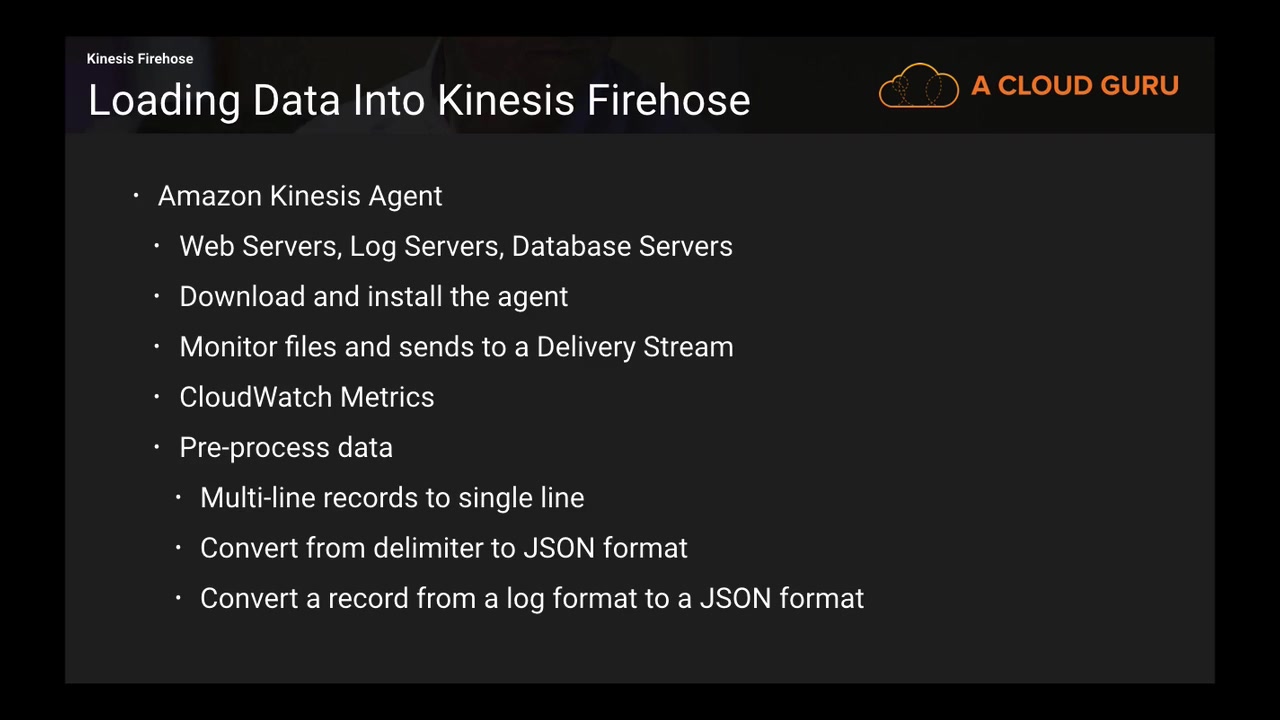 Kinesis Firehose
Loading Data Into Kinesis Firehose
A CLOUD GURU
· Amazon Kinesis Agent
· Web Servers, Log Servers, Database Servers
· Download and install the agent
· Monitor files and sends to a Delivery Stream
· CloudWatch Metrics
· Pre-process data
· Multi-line records to single line
· Convert from delimiter to JSON format
· Convert a record from a log format to a JSON format